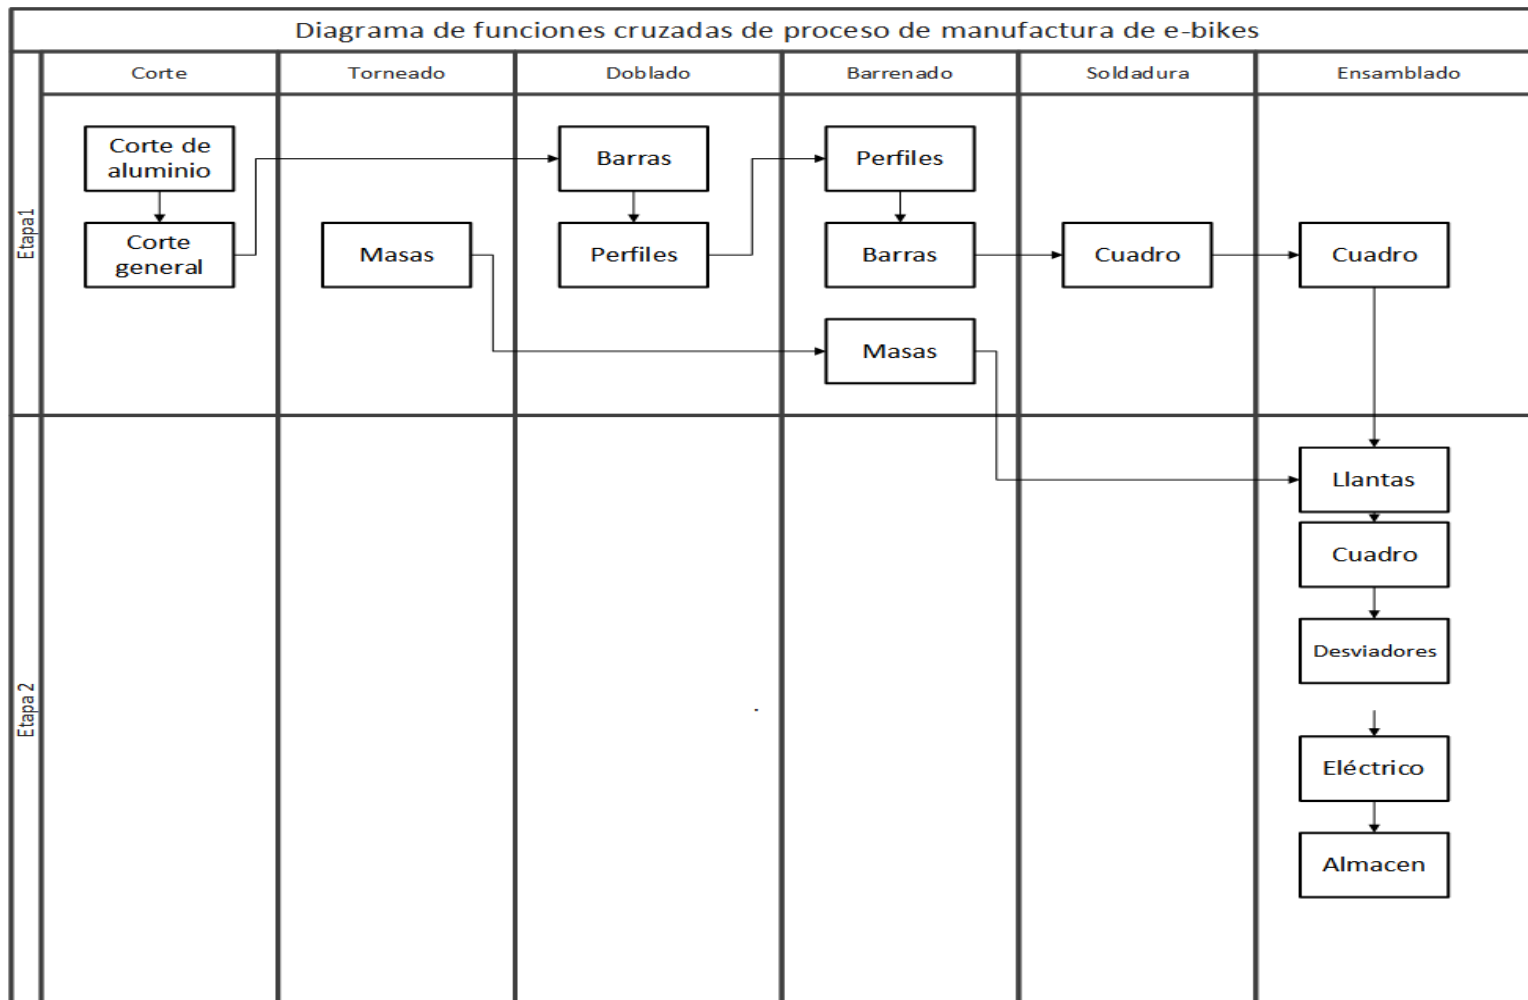 Diagrama de funciones cruzadas de proceso de manufactura de e-bikes
Corte
Torneado
Doblado
Barrenado
Soldadura
Ensamblado
Etapa1
Corte de
aluminio
Barras
Perfiles
Corte
general
Masas
Perfiles
Barras
Cuadro
Cuadro
Masas
Etapa 2
Llantas
Cuadro
Desviadores
Eléctrico
Almacen